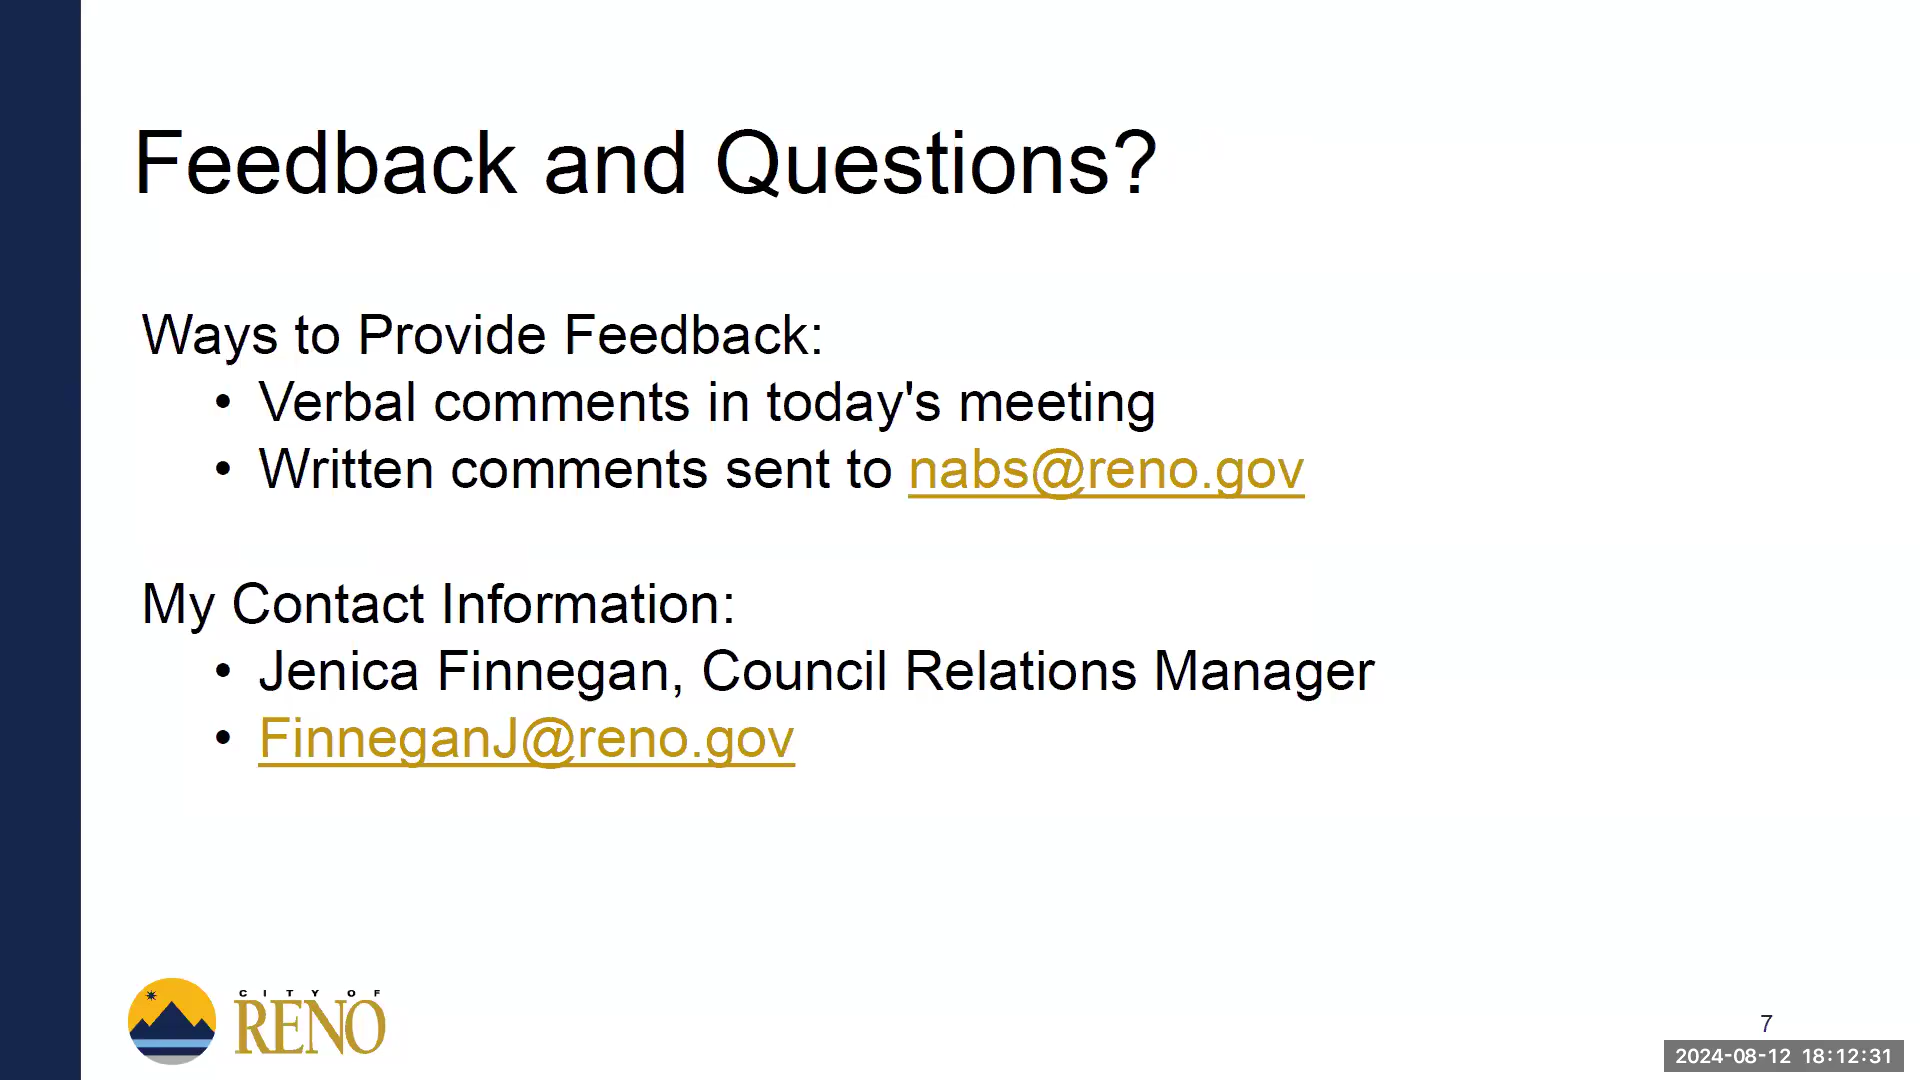 Feedback and Questions?
Ways to Provide Feedback:
• Verbal comments in today's meeting
• Written comments sent to nabs@reno.gov
My Contact Information:
• Jenica Finnegan, Council Relations Manager
• FinneganJ@reno.gov
CITY OF
RENO
7
2024-08-12 18:12:31